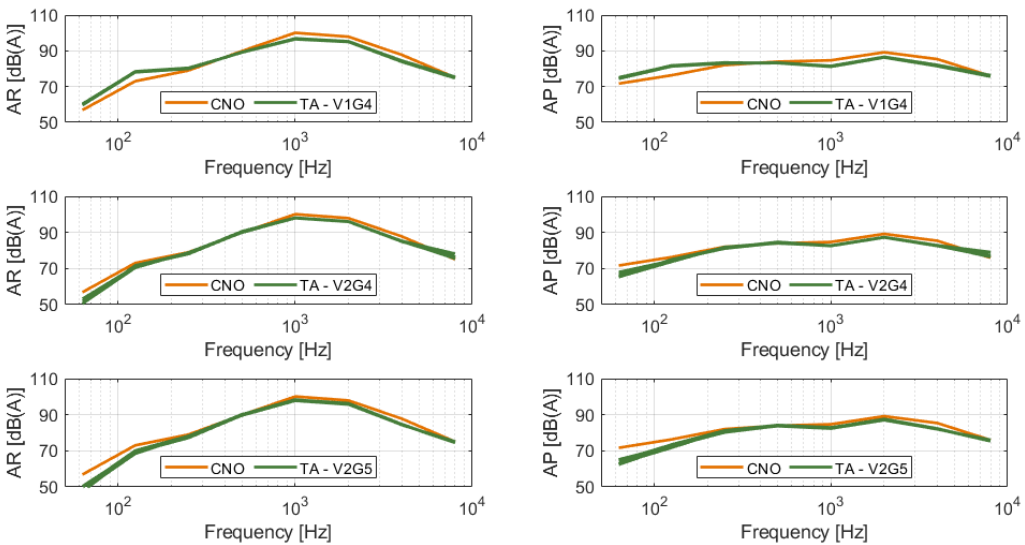 110
90
70
50
AR [dB(A)]
CNO TA - V1G4
10^2 10^3 10^4
Frequency [Hz]
110
90
70
50
AP [dB(A)]
CNO TA - V1G4
10^2 10^3 10^4
Frequency [Hz]
110
90
70
50
AR [dB(A)]
CNO TA - V2G4
10^2 10^3 10^4
Frequency [Hz]
110
90
70
50
AP [dB(A)]
CNO TA - V2G4
10^2 10^3 10^4
Frequency [Hz]
110
90
70
50
AR [dB(A)]
CNO TA - V2G5
10^2 10^3 10^4
Frequency [Hz]
110
90
70
50
AP [dB(A)]
CNO TA - V2G5
10^2 10^3 10^4
Frequency [Hz]